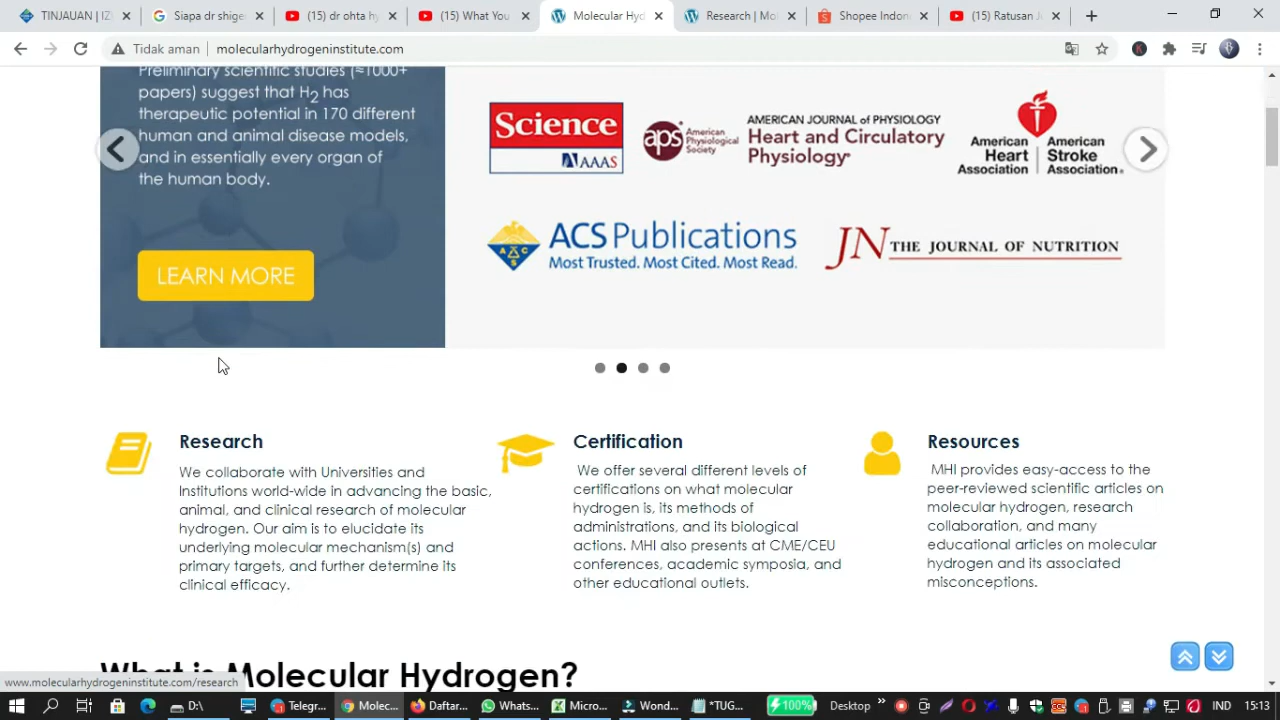 TINJAUAN | IZ
Siapa dr shige
(15) dr ohta hy
(15) What You
Molecular Hyd
Research | Mol
Shopee Indon
(15) Ratusan J
Tidak aman
molecularhydrogeninstitute.com
Preliminary scientific studies (≈1000+
papers) suggest that H2 has
therapeutic potential in 170 different
human and animal disease models,
and in essentially every organ of
the human body.
LEARN MORE
Science
AAAS
aps American
Physiological
Society
AMERICAN JOURNAL of PHYSIOLOGY
Heart and Circulatory
Physiology
American
Heart
Association
American
Stroke
Association®
ACS Publications
Most Trusted. Most Cited. Most Read.
JN THE JOURNAL OF NUTRITION
Research
We collaborate with Universities and
Institutions world-wide in advancing the basic,
animal, and clinical research of molecular
hydrogen. Our aim is to elucidate its
underlying molecular mechanism(s) and
primary targets, and further determine its
clinical efficacy.
Certification
We offer several different levels of
certifications on what molecular
hydrogen is, its methods of
administrations, and its biological
actions. MHI also presents at CME/CEU
conferences, academic symposia, and
other educational outlets.
Resources
MHI provides easy-access to the
peer-reviewed scientific articles on
molecular hydrogen, research
collaboration, and many
educational articles on molecular
hydrogen and its associated
misconceptions.
What is Molecular Hydrogen?
www.molecularhydrogeninstitute.com/research
D:\
Telegr...
Molec...
Daftar...
Whats...
Micro...
Wond...
*TUG...
100%
Desktop
IND
15:13